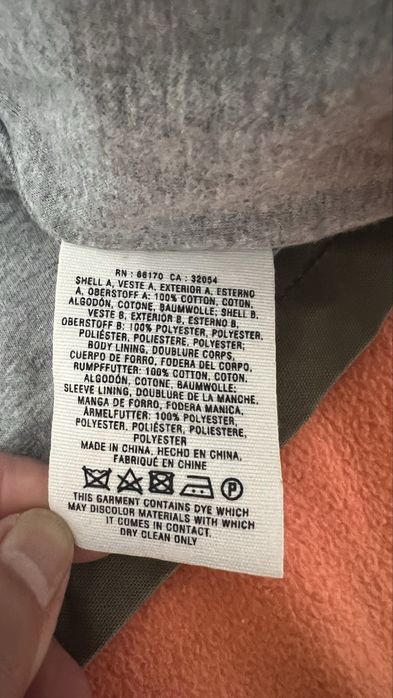 RN : 86170 CA : 32054
SHELL A, VESTE A, EXTERIOR A, ESTERNO
A, OBERSTOFF A: 100% COTTON, COTON,
ALGODÓN, COTONE, BAUMWOLLE; SHELL B,
VESTE B, EXTERIOR B, ESTERNO B,
OBERSTOFF B: 100% POLYESTER, POLYESTER,
POLIÉSTER, POLIESTERE, POLYESTER;
BODY LINING, DOUBLURE CORPS,
CUERPO DE FORRO, FODERA DEL CORPO,
RUMPFFUTTER: 100% COTTON, COTON,
ALGODÓN, COTONE, BAUMWOLLE;
SLEEVE LINING, DOUBLURE DE LA MANCHE,
MANGA DE FORRO, FODERA MANICA,
ÄRMELFUTTER: 100% POLYESTER,
POLYESTER, POLIÉSTER, POLIESTERE,
POLYESTER
MADE IN CHINA, HECHO EN CHINA,
FABRIQUÉ EN CHINE
P
THIS GARMENT CONTAINS DYE WHICH
MAY DISCOLOR MATERIALS WITH WHICH
IT COMES IN CONTACT.
DRY CLEAN ONLY